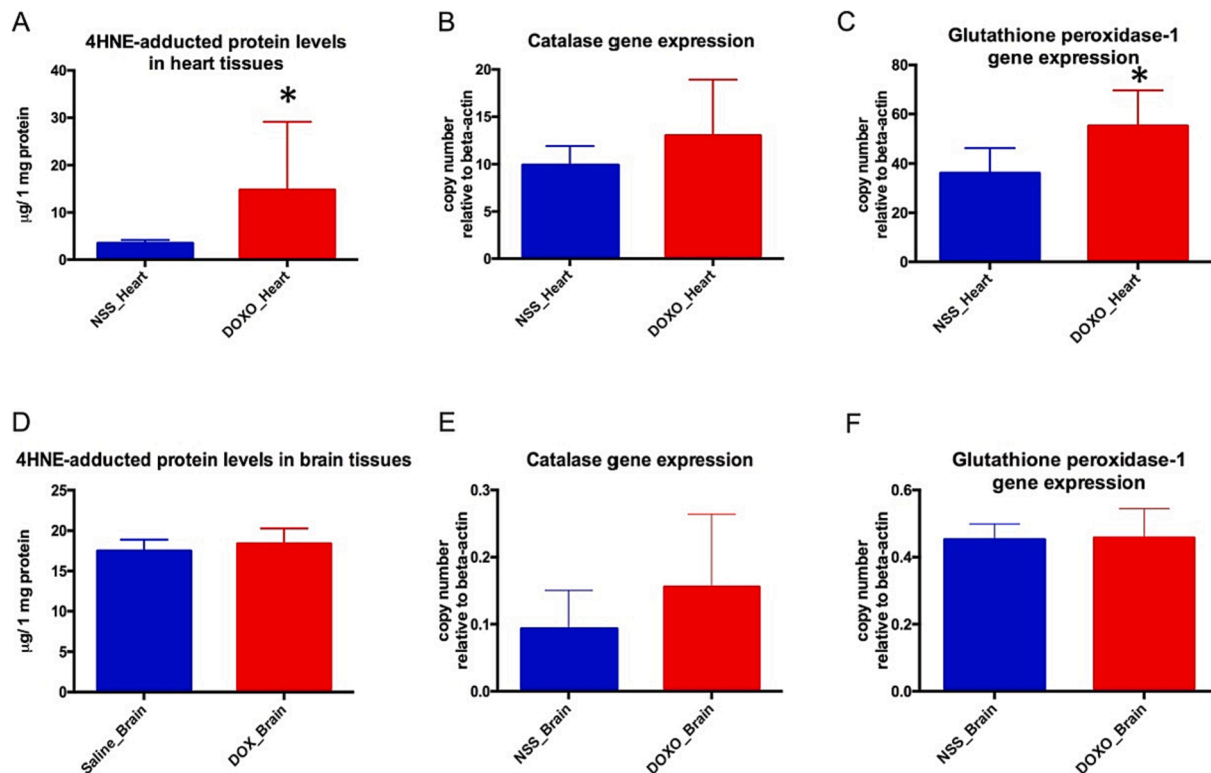 A
4HNE-adducted protein levels
in heart tissues
*
40
30
20
10
0
µg/ 1 mg protein
NSS_Heart
DOXO_Heart
B
Catalase gene expression
20
15
10
5
0
copy number
relative to beta-actin
NSS_Heart
DOXO_Heart
C
Glutathione peroxidase-1
gene expression
*
80
60
40
20
0
copy number
relative to beta-actin
NSS_Heart
DOXO_Heart
D
4HNE-adducted protein levels in brain tissues
25
20
15
10
5
0
µg/ 1 mg protein
Saline_Brain
DOX_Brain
E
Catalase gene expression
0.3
0.2
0.1
0.0
copy number
relative to beta-actin
NSS_Brain
DOXO_Brain
F
Glutathione peroxidase-1
gene expression
0.6
0.4
0.2
0.0
copy number
relative to beta-actin
NSS_Brain
DOXO_Brain